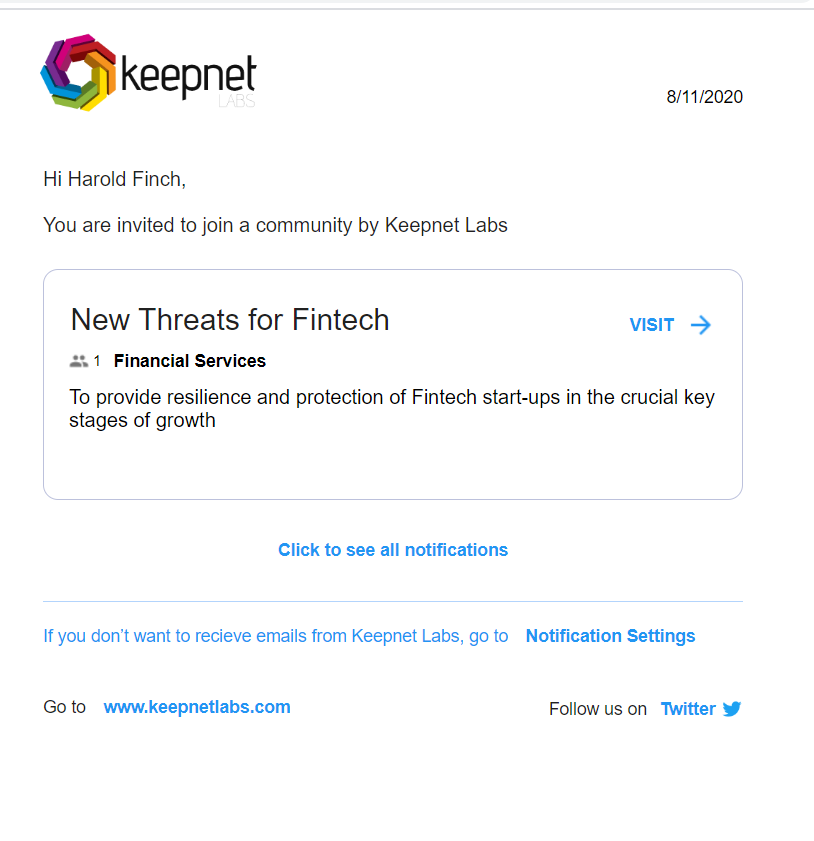 keepnet
LABS
8/11/2020
Hi Harold Finch,
You are invited to join a community by Keepnet Labs
New Threats for Fintech
VISIT
1 Financial Services
To provide resilience and protection of Fintech start-ups in the crucial key
stages of growth
Click to see all notifications
If you don’t want to recieve emails from Keepnet Labs, go to Notification Settings
Go to www.keepnetlabs.com
Follow us on Twitter